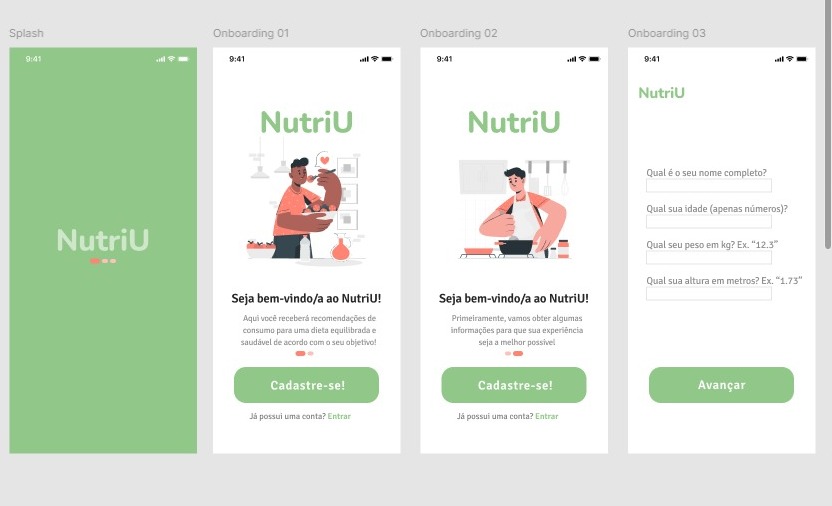 Splash
9:41
NutriU
Onboarding 01
9:41
NutriU
Seja bem-vindo/a ao NutriU!
Aqui você receberá recomendações de
consumo para uma dieta equilibrada e
saudável de acordo com o seu objetivo!
Cadastre-se!
Já possui uma conta? Entrar
Onboarding 02
9:41
NutriU
Seja bem-vindo/a ao NutriU!
Primeiramente, vamos obter algumas
informações para que sua experiência
seja a melhor possível
Cadastre-se!
Já possui uma conta? Entrar
Onboarding 03
9:41
NutriU
Qual é o seu nome completo?
Qual sua idade (apenas números)?
Qual seu peso em kg? Ex. “12.3”
Qual sua altura em metros? Ex. “1.73”
Avançar